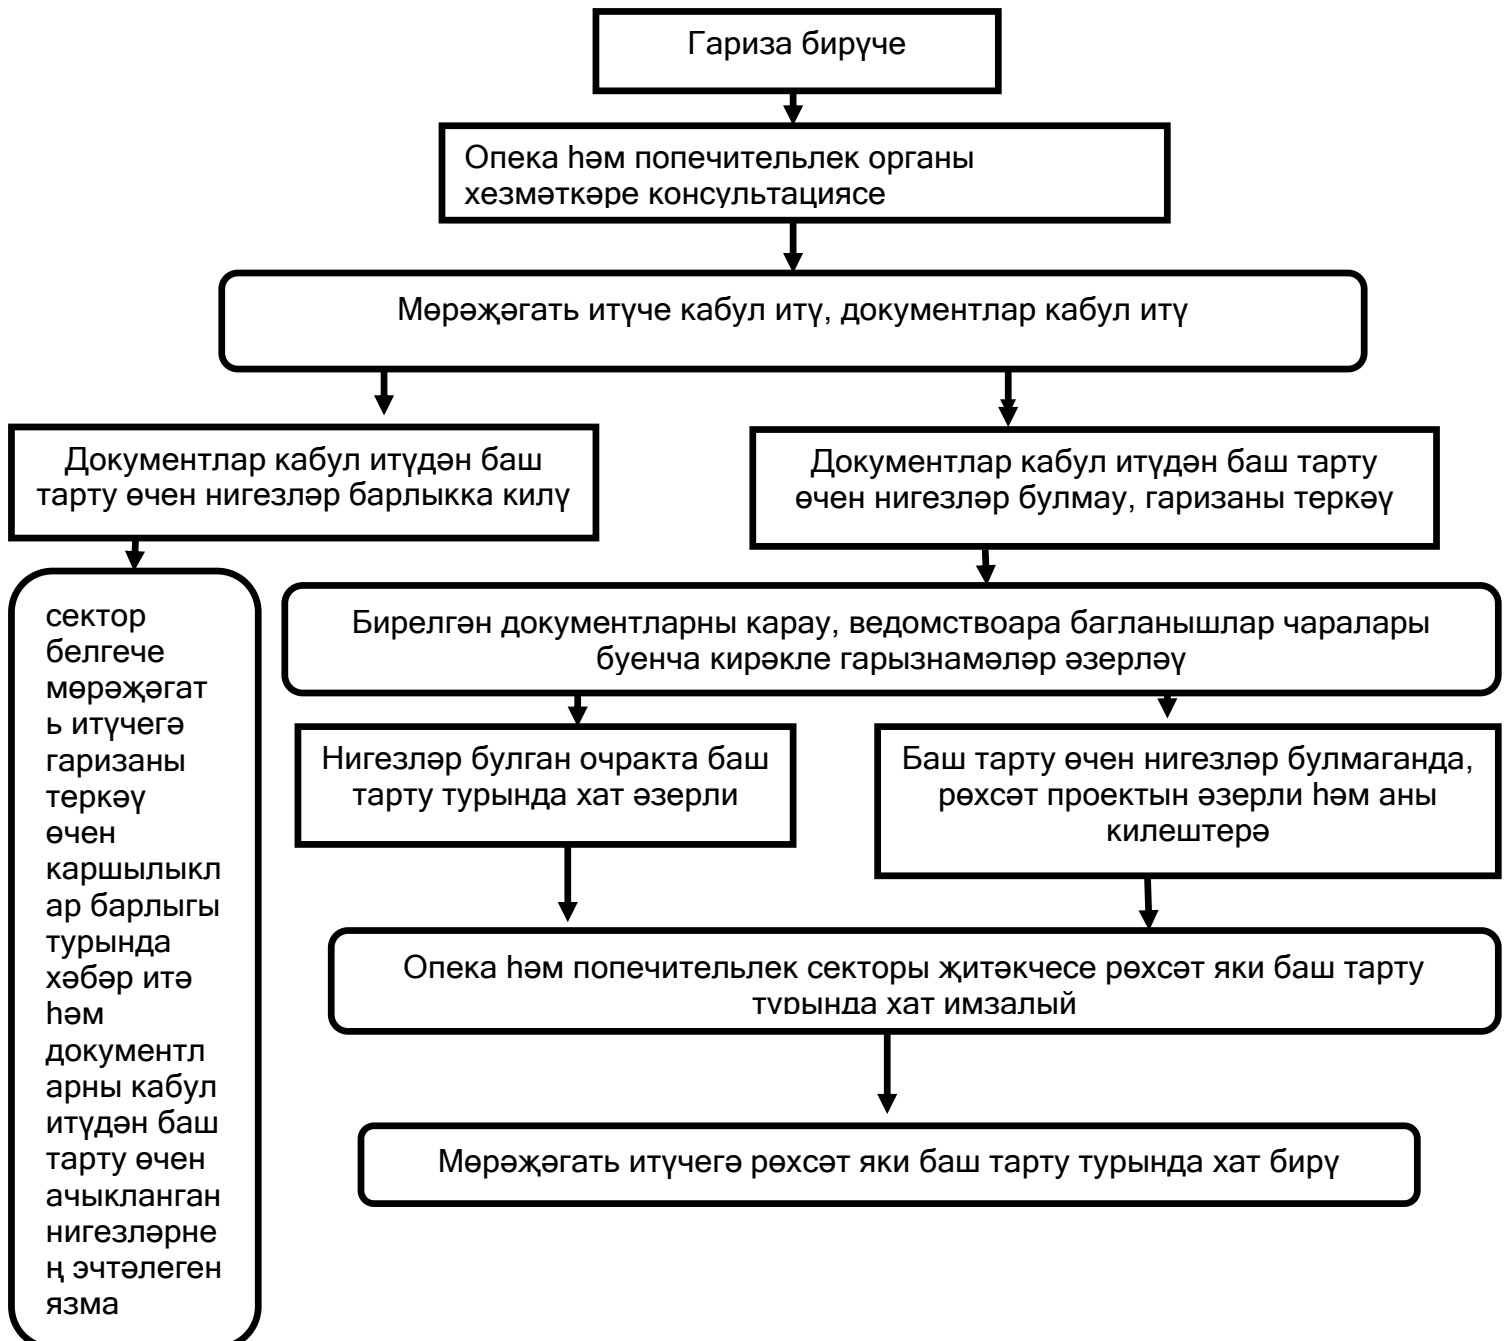 Гариза бирүче
Опека һәм попечительлек органы
хезмәткәре консультациясе
Мөрәҗәгать итүче кабул итү, документлар кабул итү
Документлар кабул итүдән баш
тарту өчен нигезләр барлыкка килү
Документлар кабул итүдән баш тарту
өчен нигезләр булмау, гаризаны теркәү
сектор
белгече
мөрәҗәгат
ь итүчегә
гаризаны
теркәү
өчен
каршылыкл
ар барлыгы
турында
хәбәр итә
һәм
документл
арны кабул
итүдән баш
тарту өчен
ачыкланган
нигезләрне
ң эчтәлеген
язма
Бирелгән документларны карау, ведомствоара багланышлар чаралары
буенча кирәкле гарызнамәләр әзерләү
Нигезләр булган очракта баш
тарту турында хат әзерли
Баш тарту өчен нигезләр булмаганда,
рөхсәт проектын әзерли һәм аны
килештерә
Опека һәм попечительлек секторы җитәкчесе рөхсәт яки баш тарту
турында хат имзалый
Мөрәҗәгать итүчегә рөхсәт яки баш тарту турында хат бирү